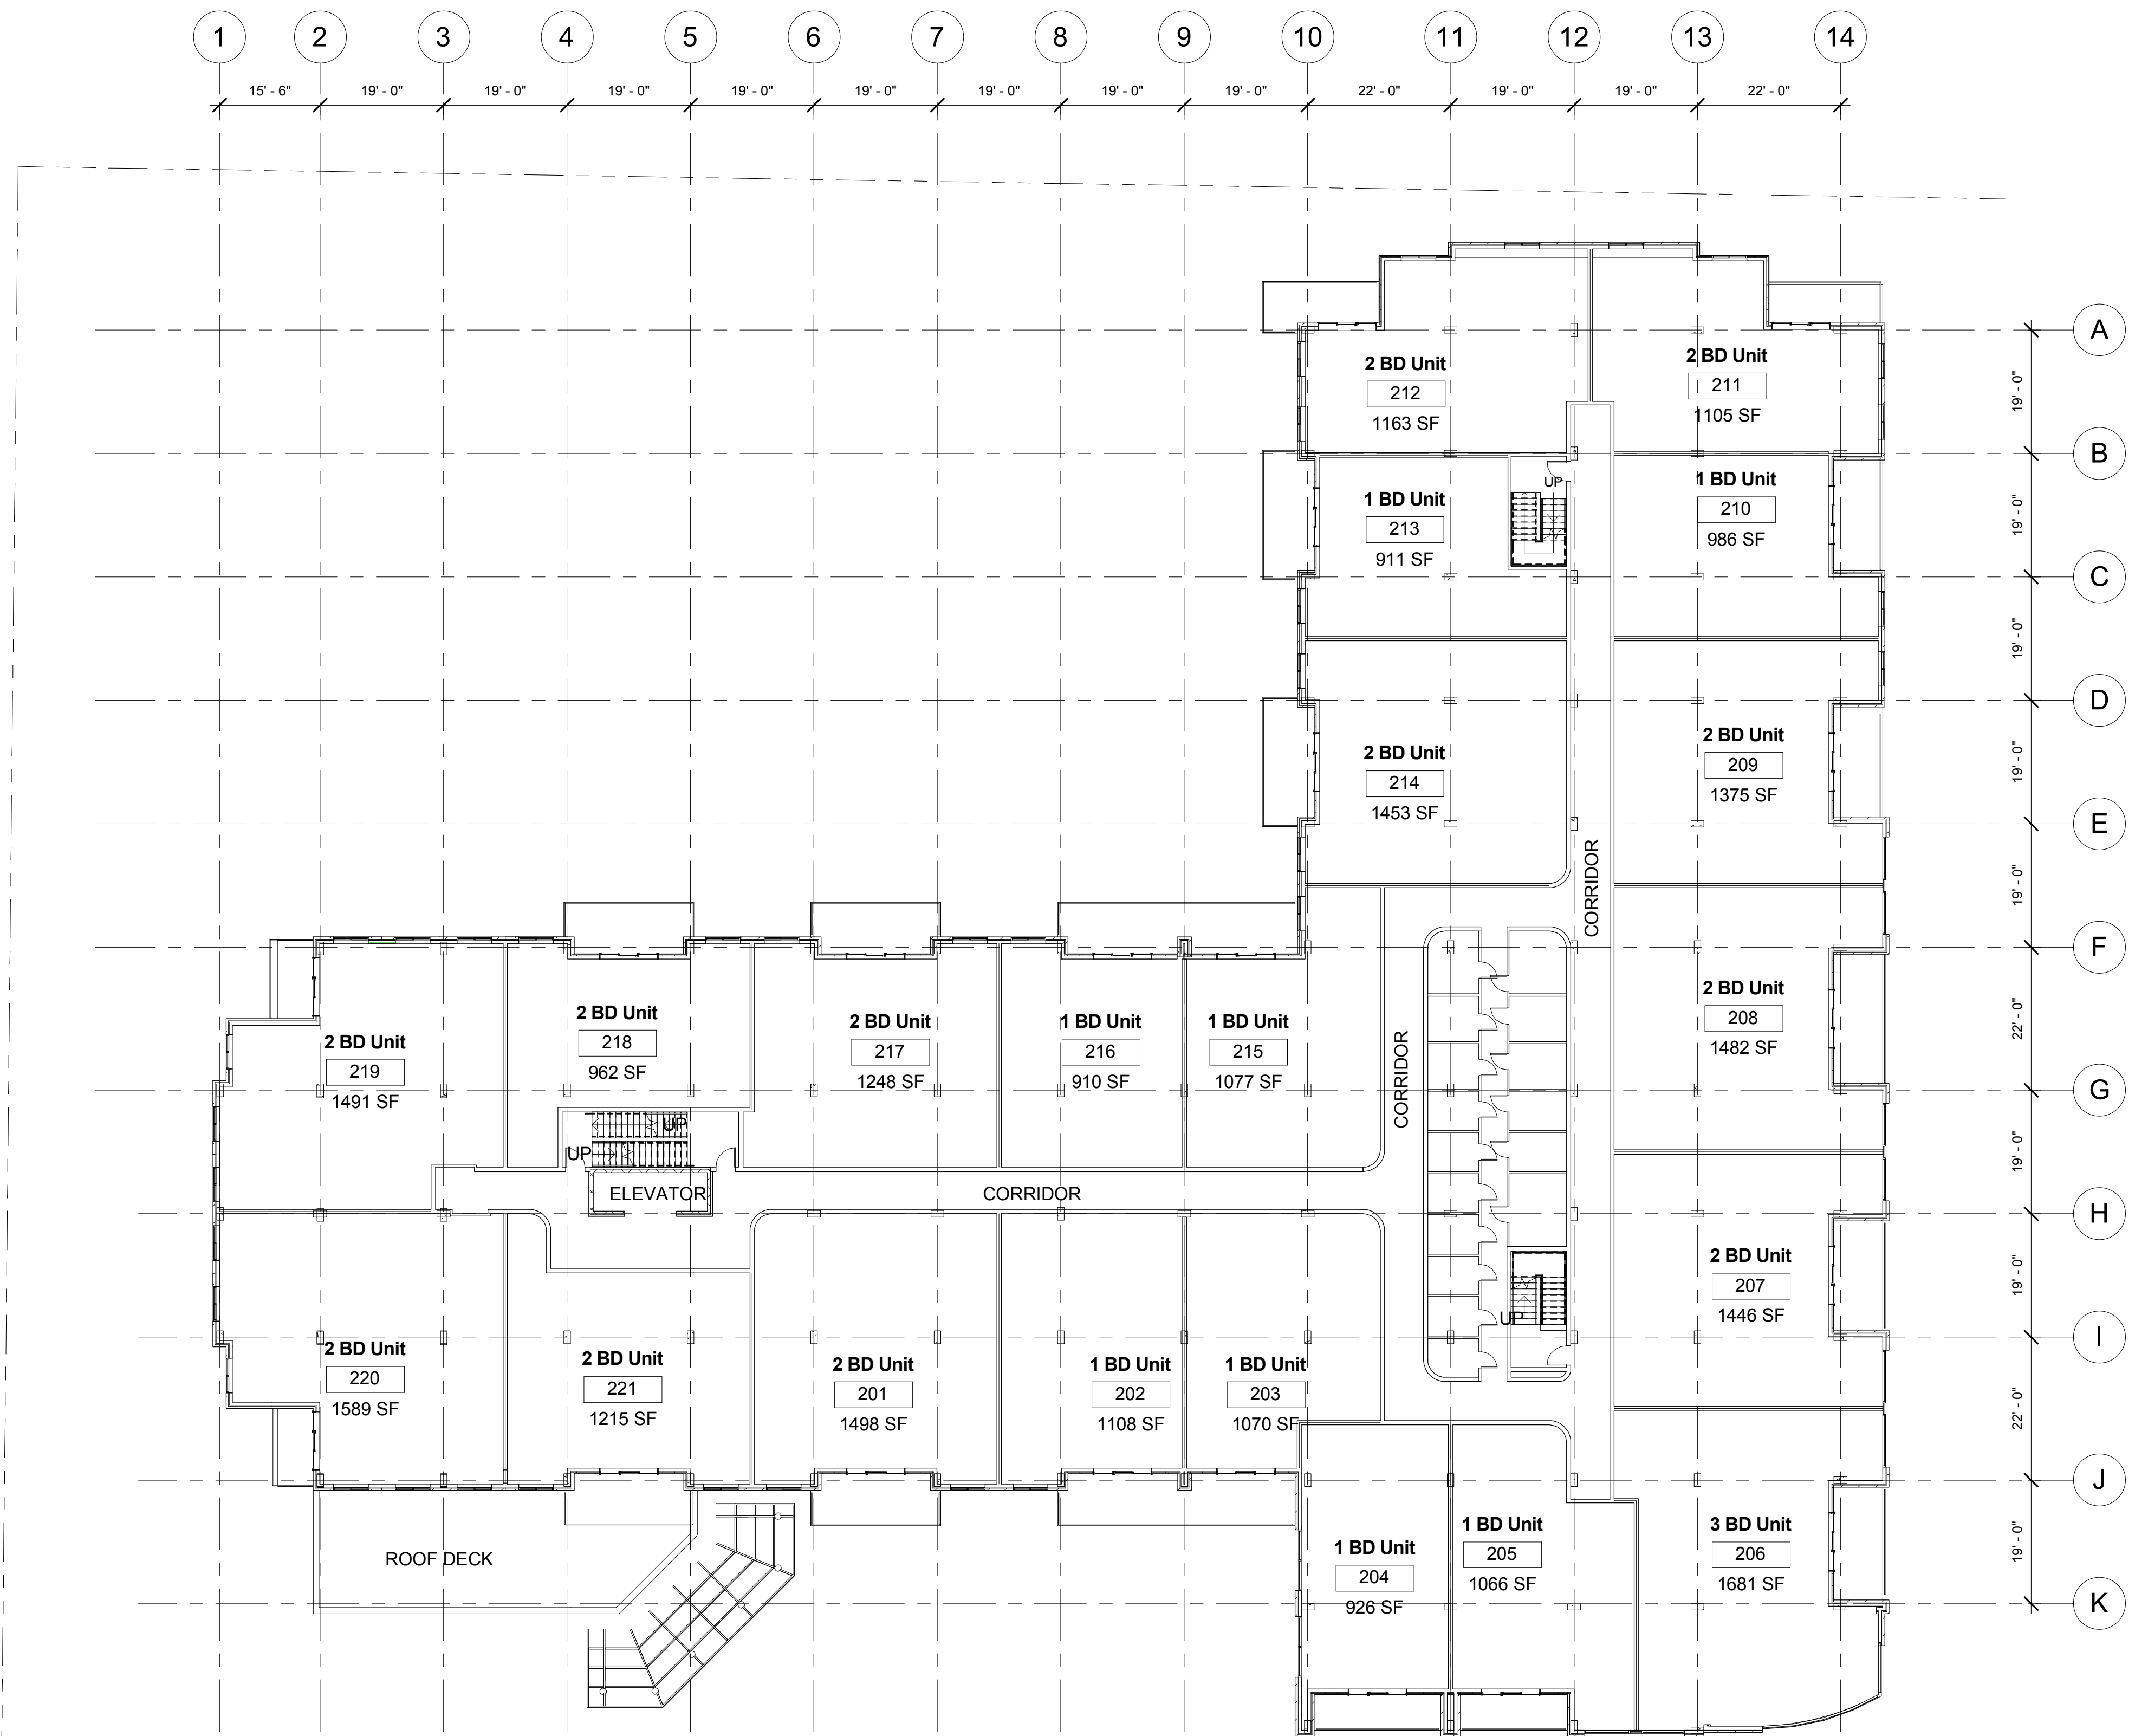 1 2 3 4 5 6 7 8 9 10 11 12 13 14
15' - 6" 19' - 0" 19' - 0" 19' - 0" 19' - 0" 19' - 0" 19' - 0" 19' - 0" 19' - 0" 22' - 0" 19' - 0" 19' - 0" 22' - 0"
A
19' - 0"
B
19' - 0"
C
19' - 0"
D
19' - 0"
E
19' - 0"
F
22' - 0"
G
19' - 0"
H
19' - 0"
I
22' - 0"
J
19' - 0"
K
2 BD Unit
212
1163 SF
2 BD Unit
211
1105 SF
1 BD Unit
213
911 SF
UP
1 BD Unit
210
986 SF
2 BD Unit
214
1453 SF
2 BD Unit
209
1375 SF
CORRIDOR
2 BD Unit
219
1491 SF
2 BD Unit
218
962 SF
2 BD Unit
217
1248 SF
1 BD Unit
216
910 SF
1 BD Unit
215
1077 SF
CORRIDOR
2 BD Unit
208
1482 SF
UP
UP
ELEVATOR
CORRIDOR
2 BD Unit
207
1446 SF
UP
2 BD Unit
220
1589 SF
2 BD Unit
221
1215 SF
2 BD Unit
201
1498 SF
1 BD Unit
202
1108 SF
1 BD Unit
203
1070 SF
ROOF DECK
1 BD Unit
204
926 SF
1 BD Unit
205
1066 SF
3 BD Unit
206
1681 SF